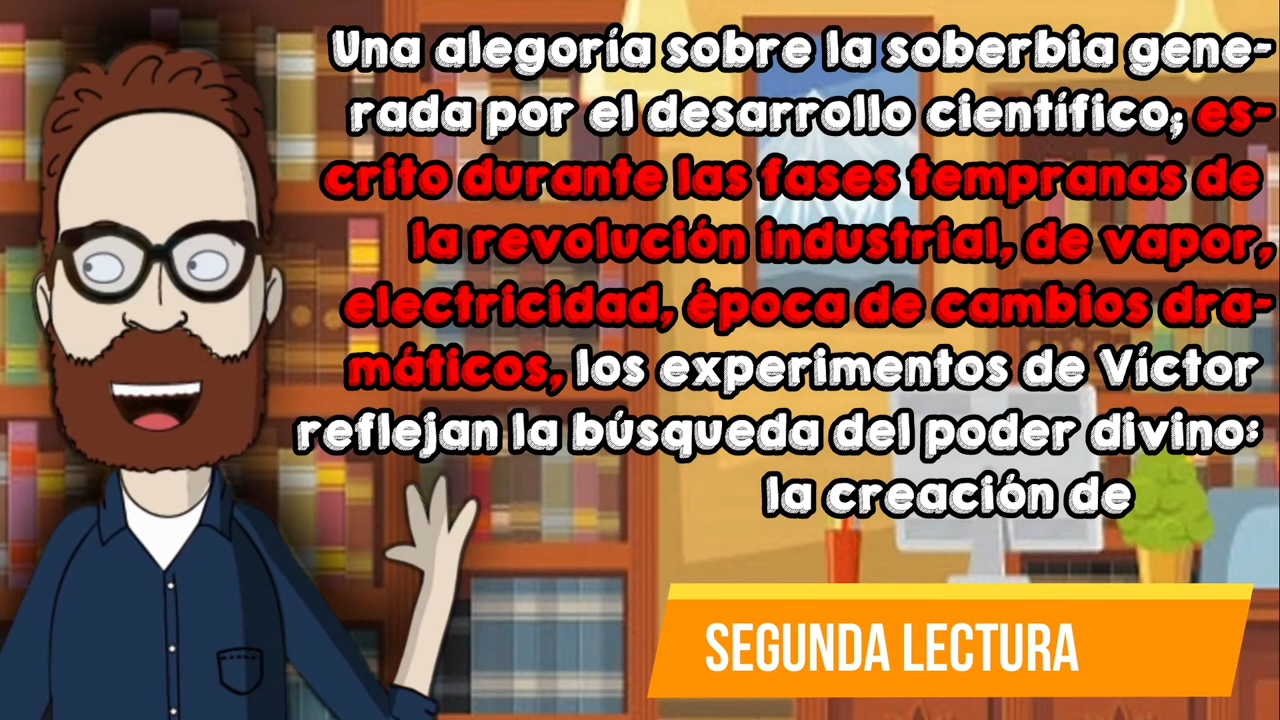 Una alegoría sobre la soberbia gene-
rada por el desarrollo científico; es-
crito durante las fases tempranas de
la revolución industrial, de vapor,
electricidad, época de cambios dra-
máticos, los experimentos de Víctor
reflejan la búsqueda del poder divino:
la creación de
SEGUNDA LECTURA